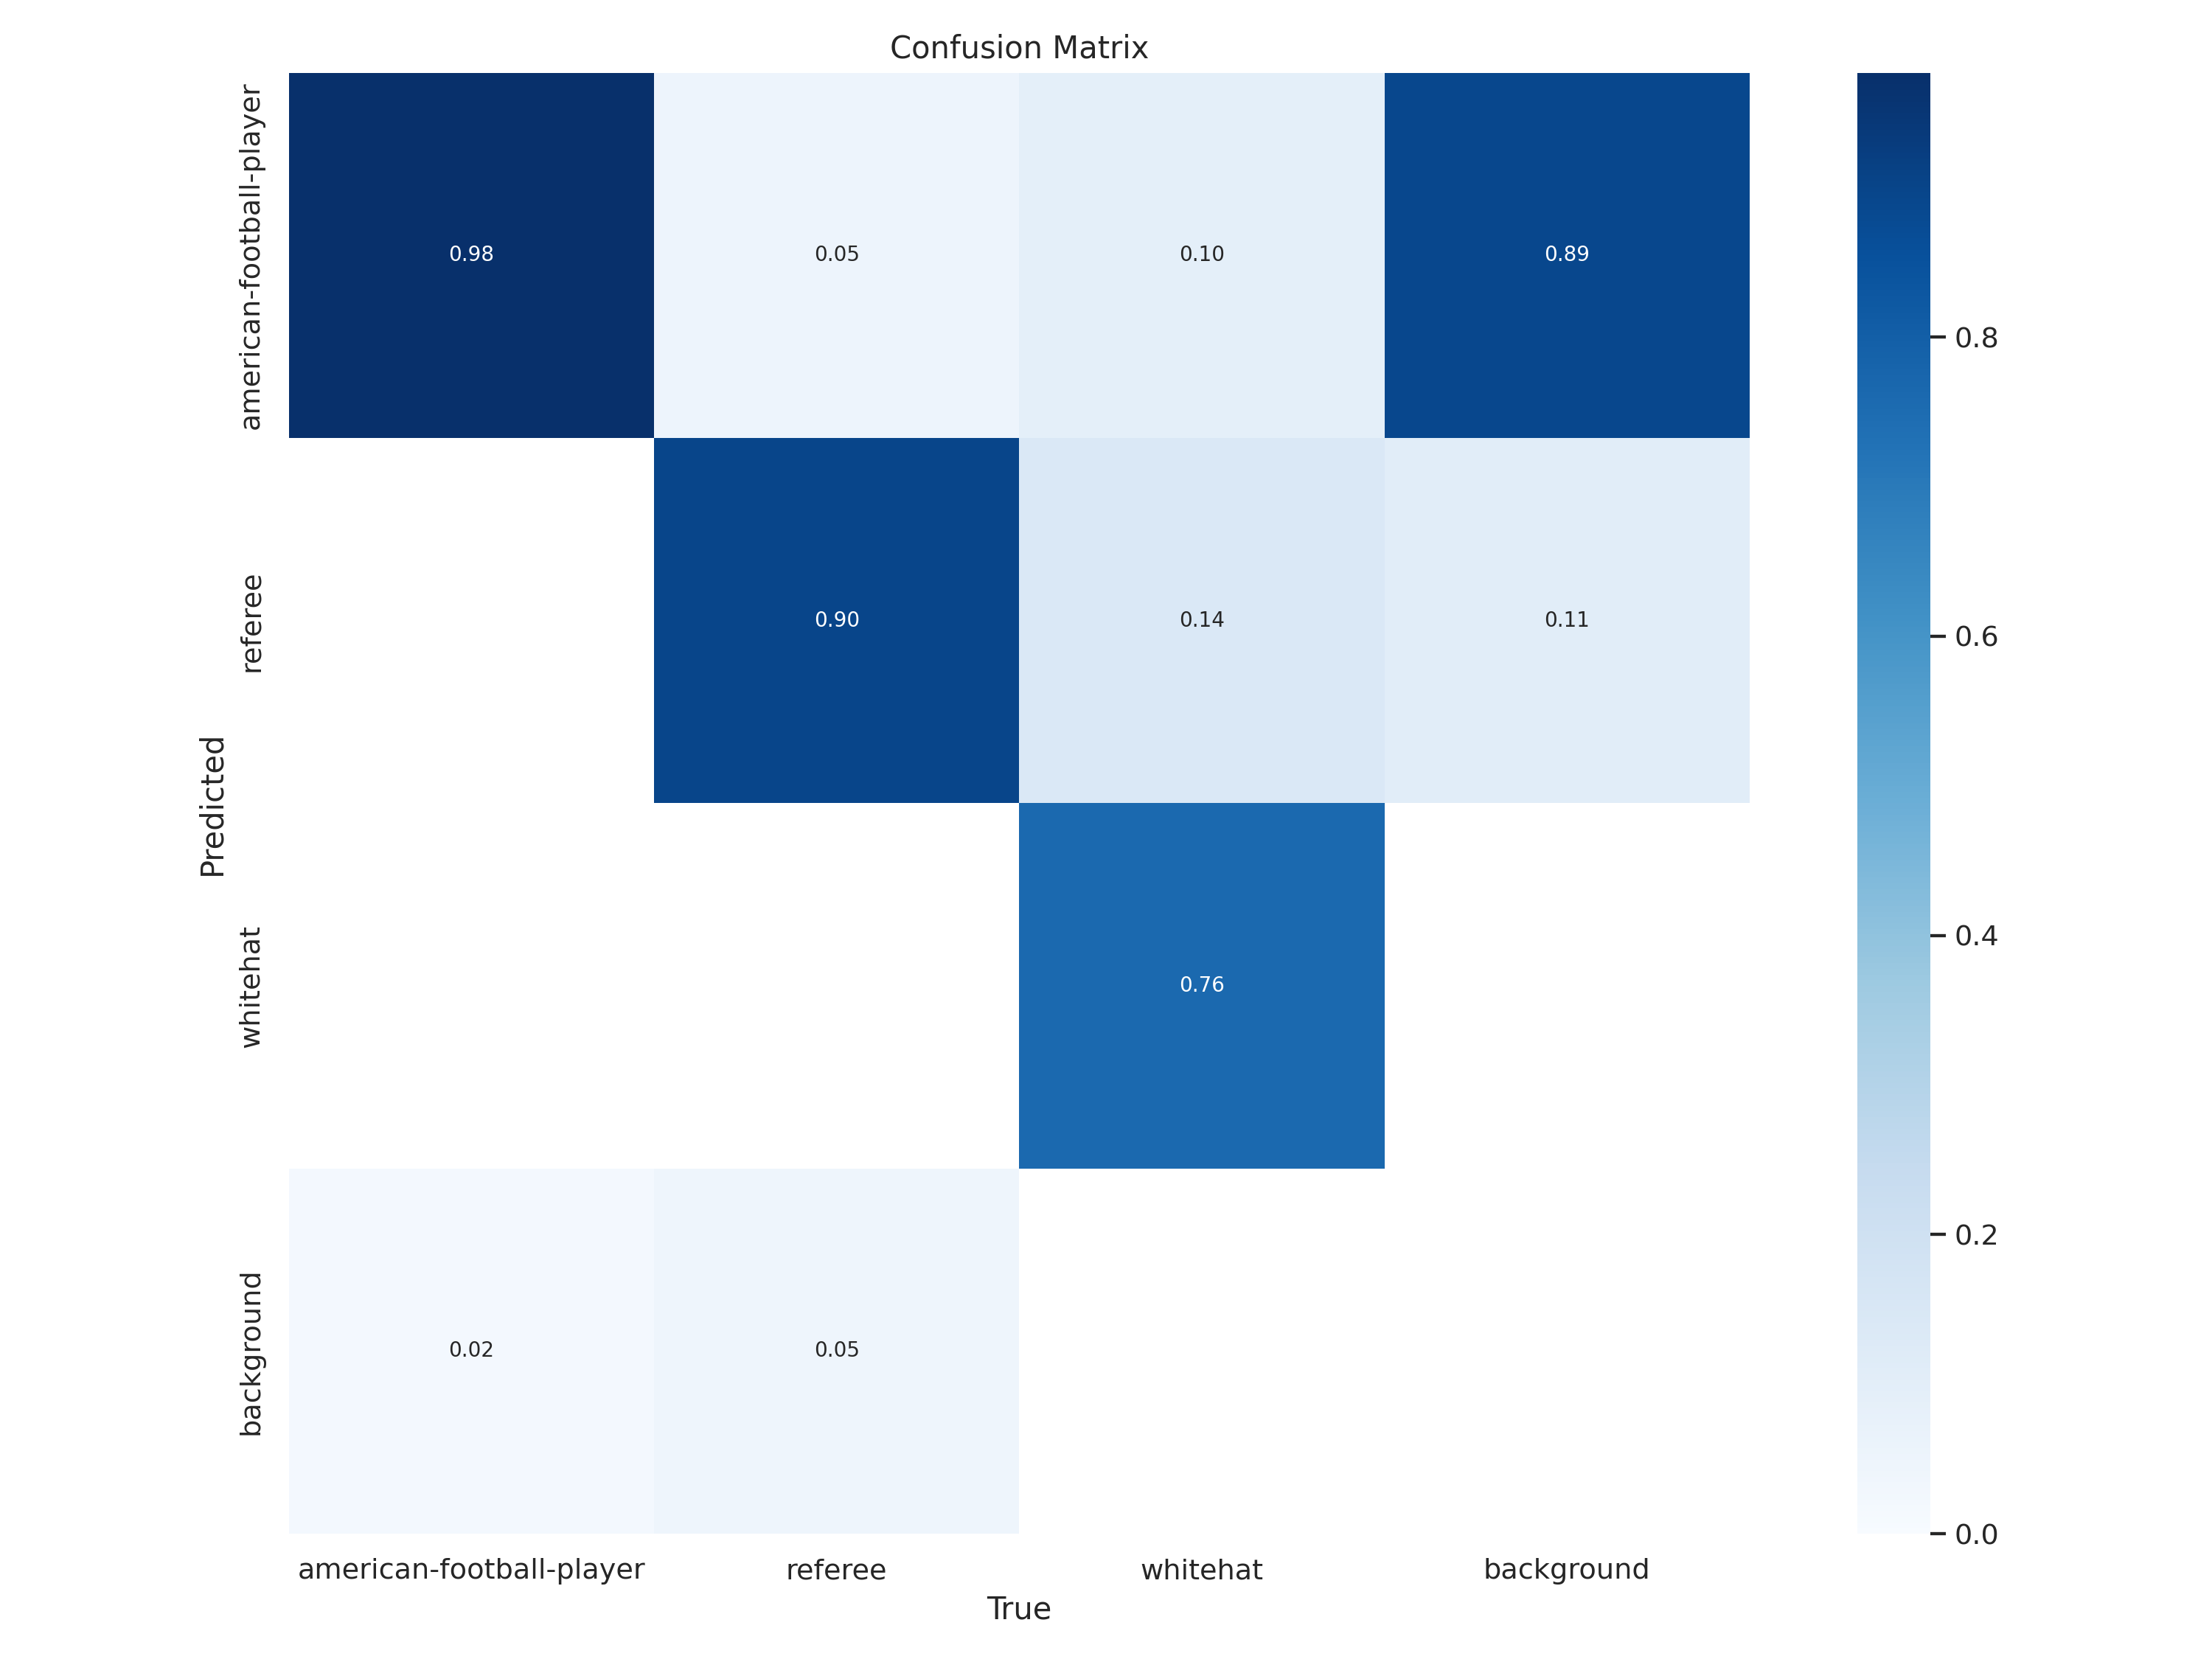 Confusion Matrix
american-football-player
0.98
0.05
0.10
0.89
referee
0.90
0.14
0.11
whitehat
0.76
background
0.02
0.05
Predicted
american-football-player
referee
whitehat
background
True
0.8
0.6
0.4
0.2
0.0